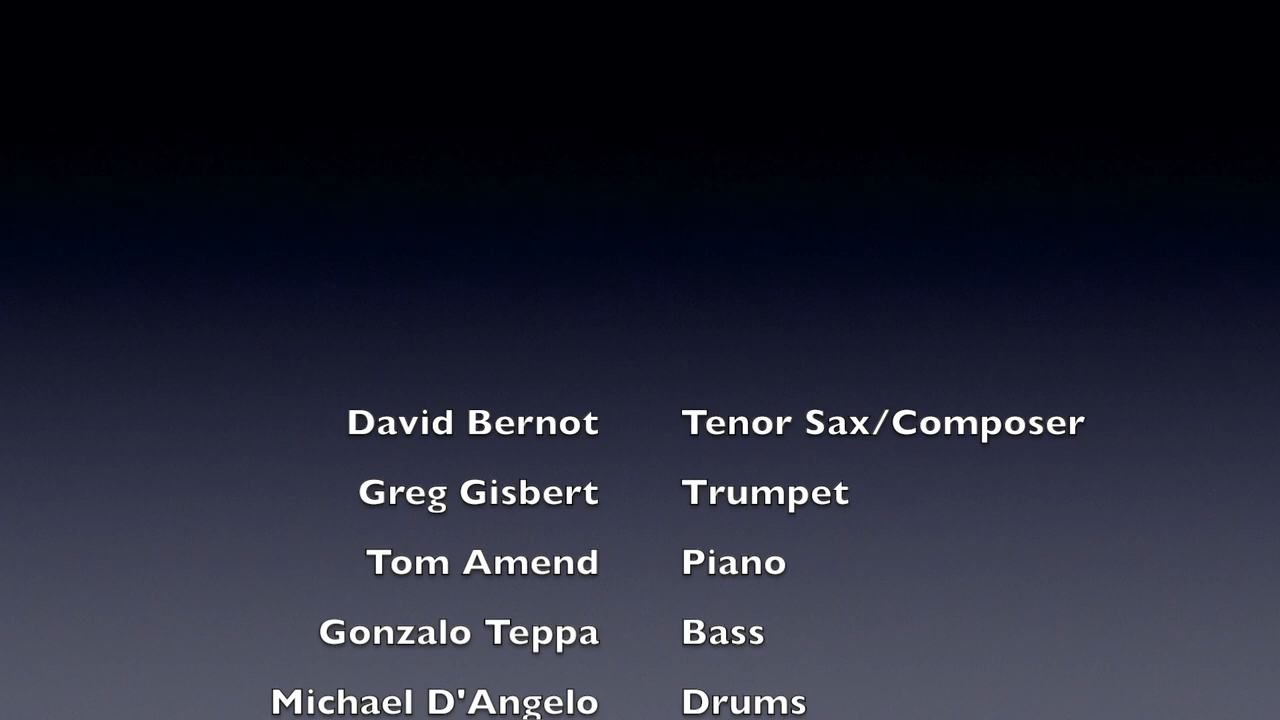 David Bernot Tenor Sax/Composer
Greg Gisbert Trumpet
Tom Amend Piano
Gonzalo Teppa Bass
Michael D'Angelo Drums